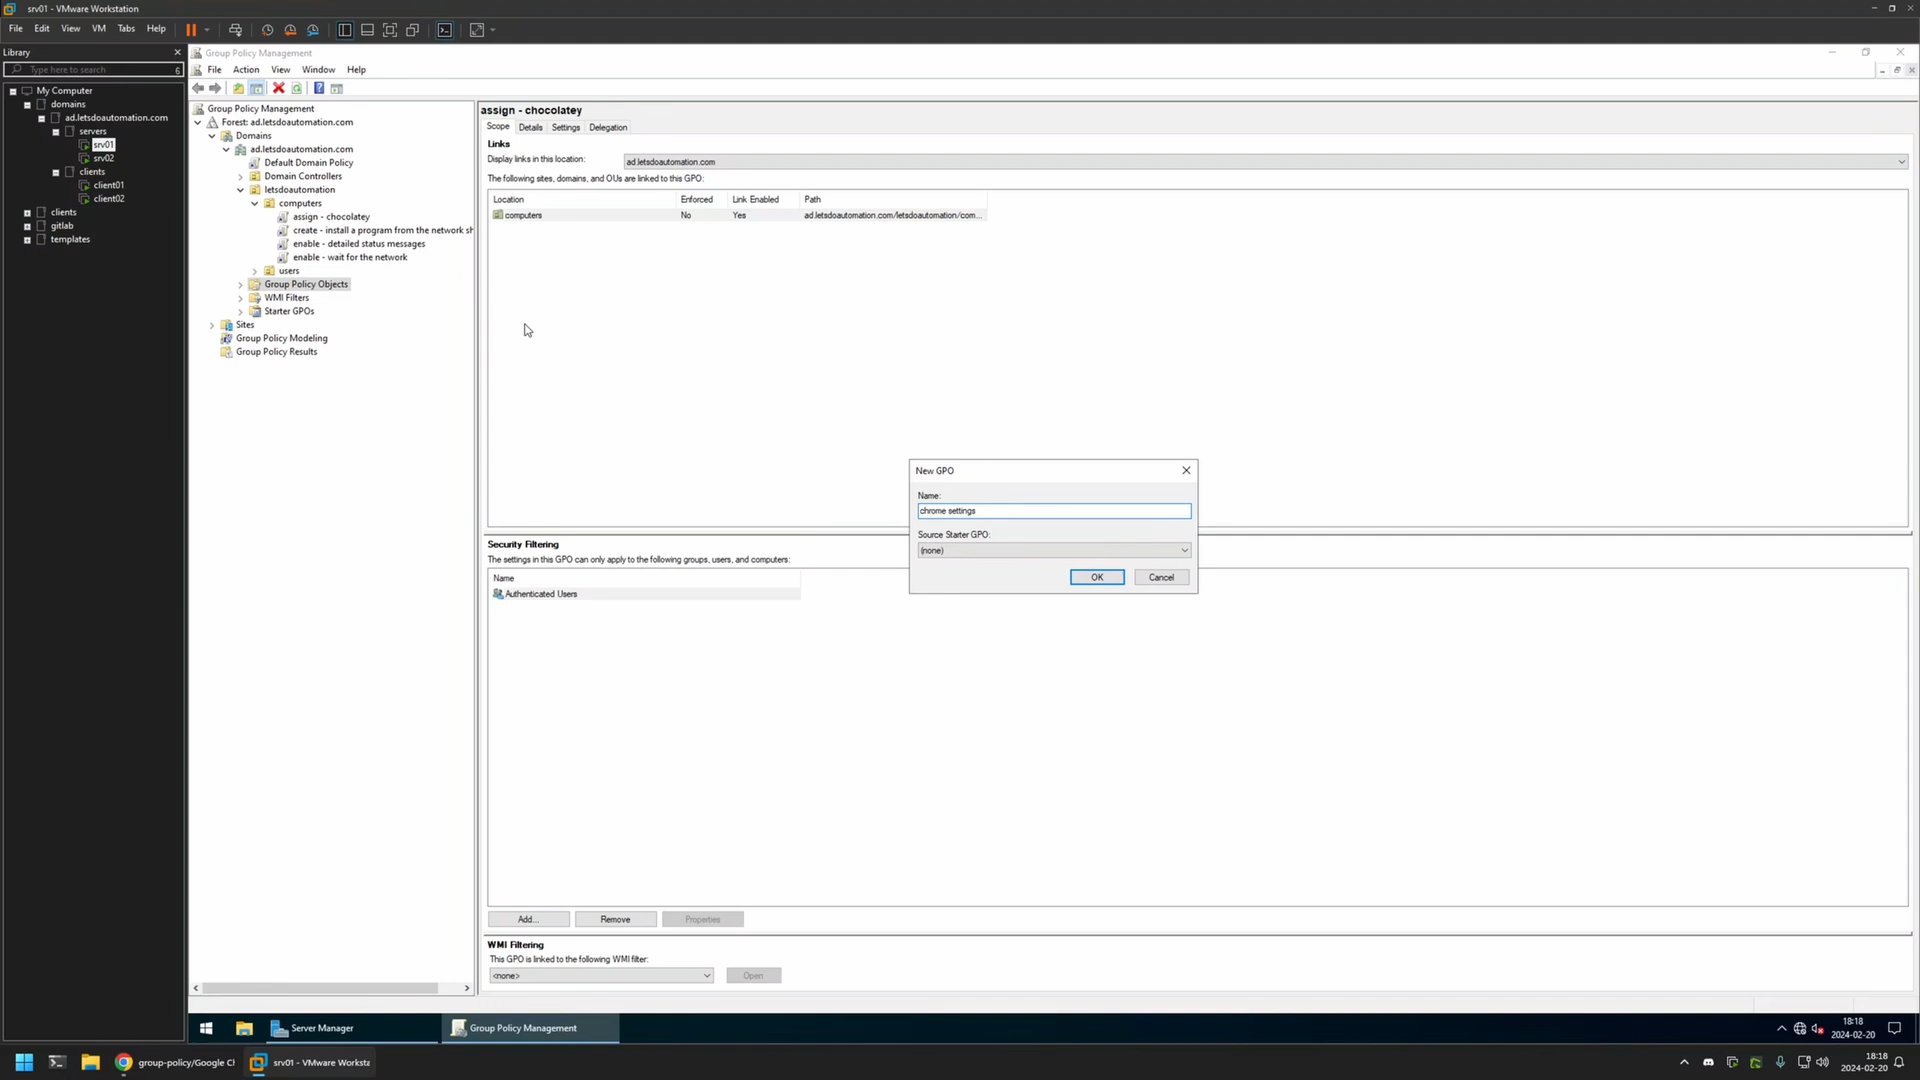 srv01 - VMware Workstation
File Edit View VM Tabs Help
Library
Type here to search
My Computer
domains
ad.letsdoautomation.com
servers
srv01
srv02
clients
client01
client02
clients
gitlab
templates
Group Policy Management
File Action View Window Help
Group Policy Management
Forest: ad.letsdoautomation.com
Domains
ad.letsdoautomation.com
Default Domain Policy
Domain Controllers
letsdoautomation
computers
assign - chocolatey
create - install a program from the network sh
enable - detailed status messages
enable - wait for the network
users
Group Policy Objects
WMI Filters
Starter GPOs
Sites
Group Policy Modeling
Group Policy Results
assign - chocolatey
Scope Details Settings Delegation
Links
Display links in this location: ad.letsdoautomation.com
The following sites, domains, and OUs are linked to this GPO:
Location Enforced Link Enabled Path
computers No Yes ad.letsdoautomation.com/letsdoautomation/com...
New GPO
Name:
chrome settings
Source Starter GPO:
(none)
OK Cancel
Security Filtering
The settings in this GPO can only apply to the following groups, users, and computers:
Name
Authenticated Users
Add... Remove Properties
WMI Filtering
This GPO is linked to the following WMI filter:
<none> Open
Server Manager Group Policy Management
18:18
2024-02-20
group-policy/Google Cl srv01 - VMware Worksta
18:18
2024-02-20